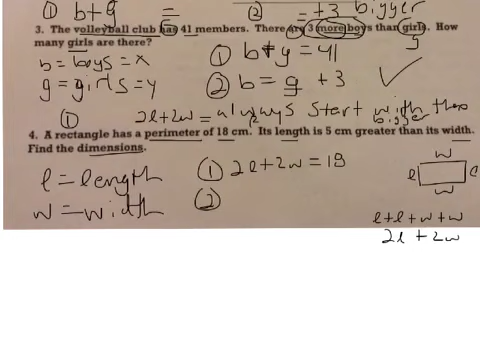 ① b+g =
② = +3 bigger
3. The volleyball club has 41 members. There are 3 more boys than girls. How
many girls are there?
g
b = boys = x
① b+y = 41
g = girls = y
② b = g + 3
①
2l+2w = always start with the
bigger
4. A rectangle has a perimeter of 18 cm. Its length is 5 cm greater than its width.
Find the dimensions.
l = length
① 2l+2w = 18
w = width
②
w
l
l
w
l+l+w+w
2l+2w